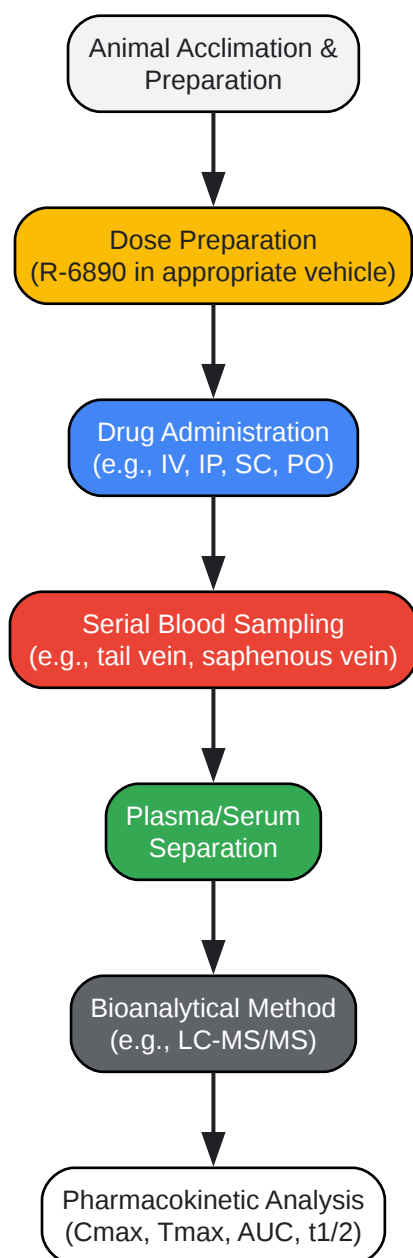 Animal Acclimation &
Preparation
Dose Preparation
(R-6890 in appropriate vehicle)
Drug Administration
(e.g., IV, IP, SC, PO)
Serial Blood Sampling
(e.g., tail vein, saphenous vein)
Plasma/Serum
Separation
Bioanalytical Method
(e.g., LC-MS/MS)
Pharmacokinetic Analysis
(Cmax, Tmax, AUC, t1/2)